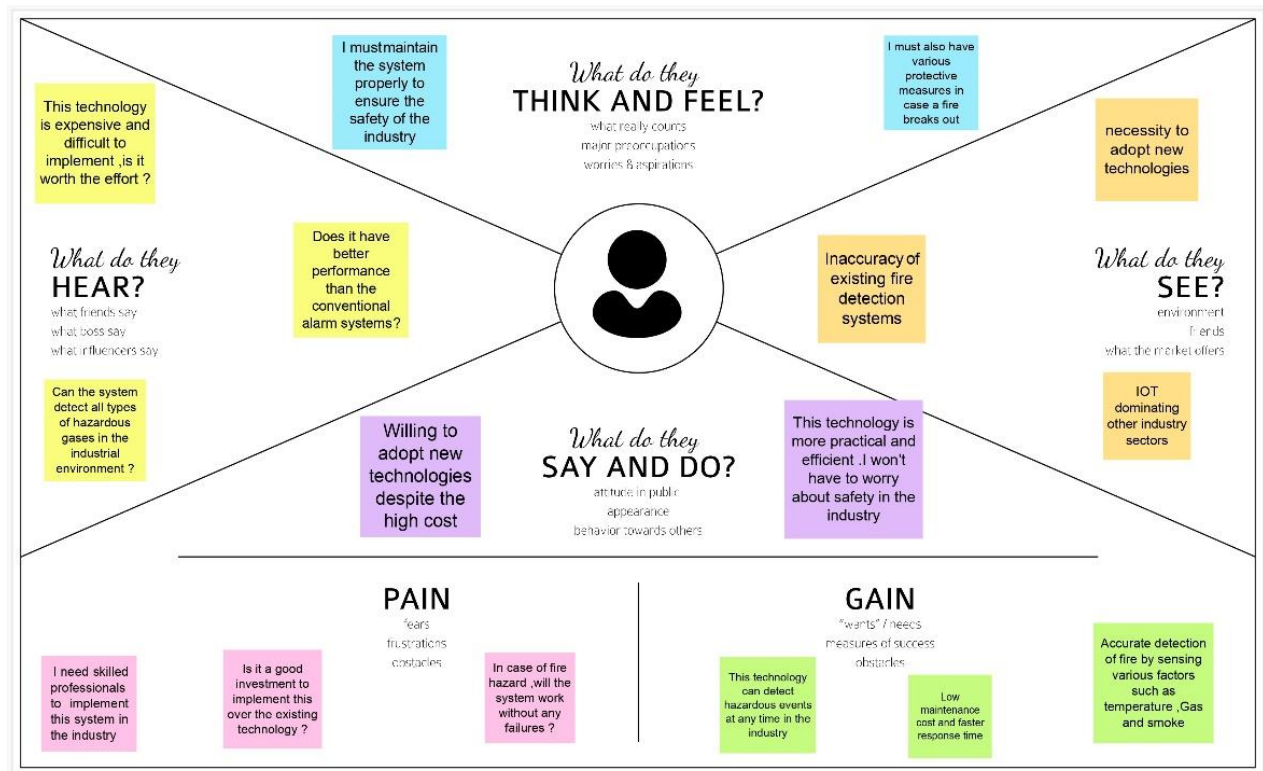 What do they
THINK AND FEEL?
what really counts
major preoccupations
worries & aspirations
I mustmaintain
the system
properly to
ensure the
safety of the
industry
I must also have
various
protective
measures in
case a fire
breaks out
This technology
is expensive and
difficult to
implement ,is it
worth the effort ?
What do they
HEAR?
what friends say
what boss say
what influencers say
Does it have
better
performance
than the
conventional
alarm systems?
Can the system
detect all types
of hazardous
gases in the
industrial
environment ?
necessity to
adopt new
technologies
Inaccuracy of
existing fire
detection
systems
What do they
SEE?
environment
friends
what the market offers
IOT
dominating
other industry
sectors
Willing to
adopt new
technologies
despite the
high cost
What do they
SAY AND DO?
attitude in public
appearance
behavior towards others
This technology is
more practical and
efficient .I won't
have to worry
about safety in the
industry
PAIN
fears
frustrations
obstacles
I need skilled
professionals
to implement
this system in
the industry
Is it a good
investment to
implement this
over the existing
technology ?
In case of fire
hazard ,will the
system work
without any
failures ?
GAIN
"wants" / needs
measures of success
obstacles
This technology
can detect
hazardous events
at any time in the
industry
Low
maintenance
cost and faster
response time
Accurate detection
of fire by sensing
various factors
such as
temperature ,Gas
and smoke